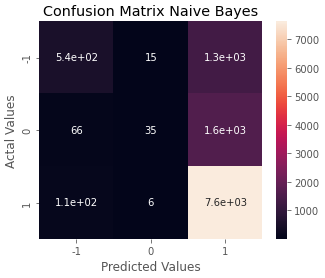 Confusion Matrix Naive Bayes
-1 5.4e+02 15 1.3e+03
0 66 35 1.6e+03
1 1.1e+02 6 7.6e+03
-1 0 1
Actal Values
Predicted Values
7000
6000
5000
4000
3000
2000
1000